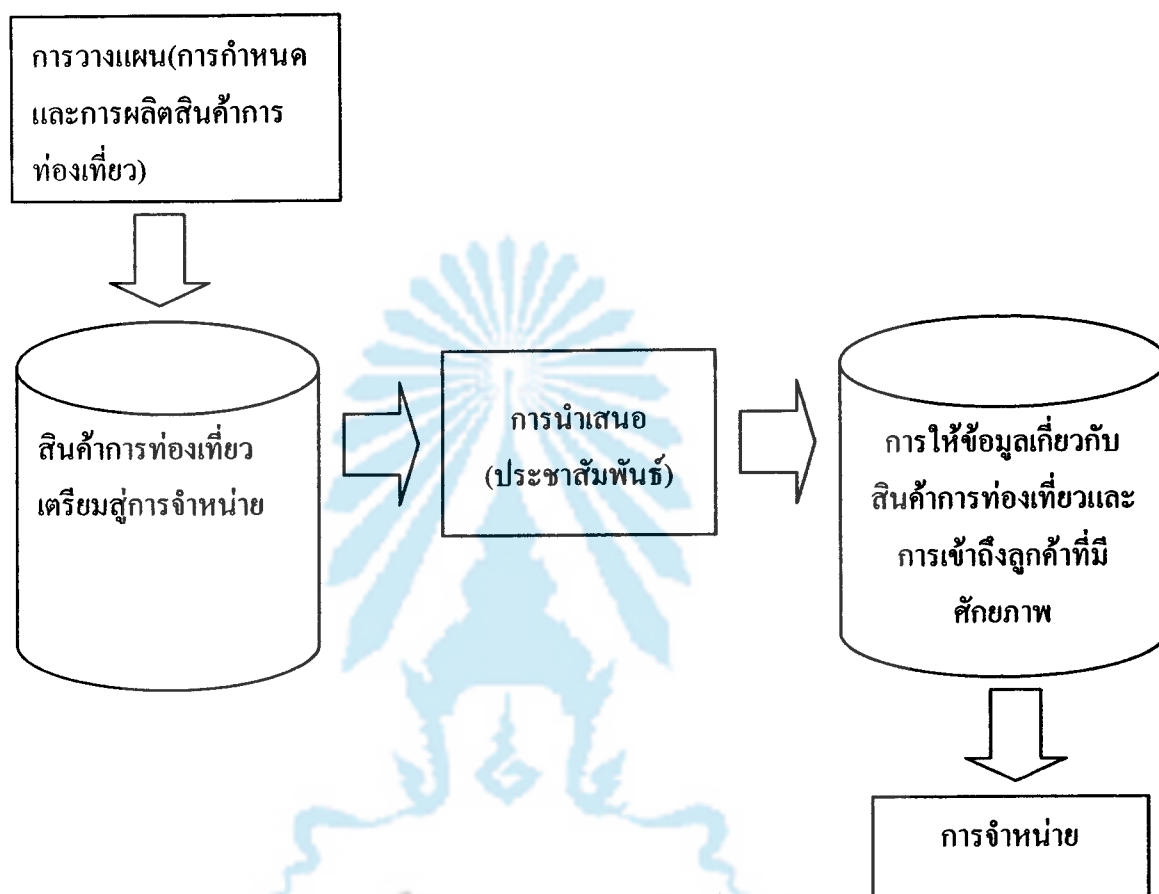 การวางแผน(การกำหนด
และการผลิตสินค้าการ
ท่องเที่ยว)
สินค้าการท่องเที่ยว
เตรียมสู่การจำหน่าย
การนำเสนอ
(ประชาสัมพันธ์)
การให้ข้อมูลเกี่ยวกับ
สินค้าการท่องเที่ยวและ
การเข้าถึงลูกค้าที่มี
ศักยภาพ
การจำหน่าย